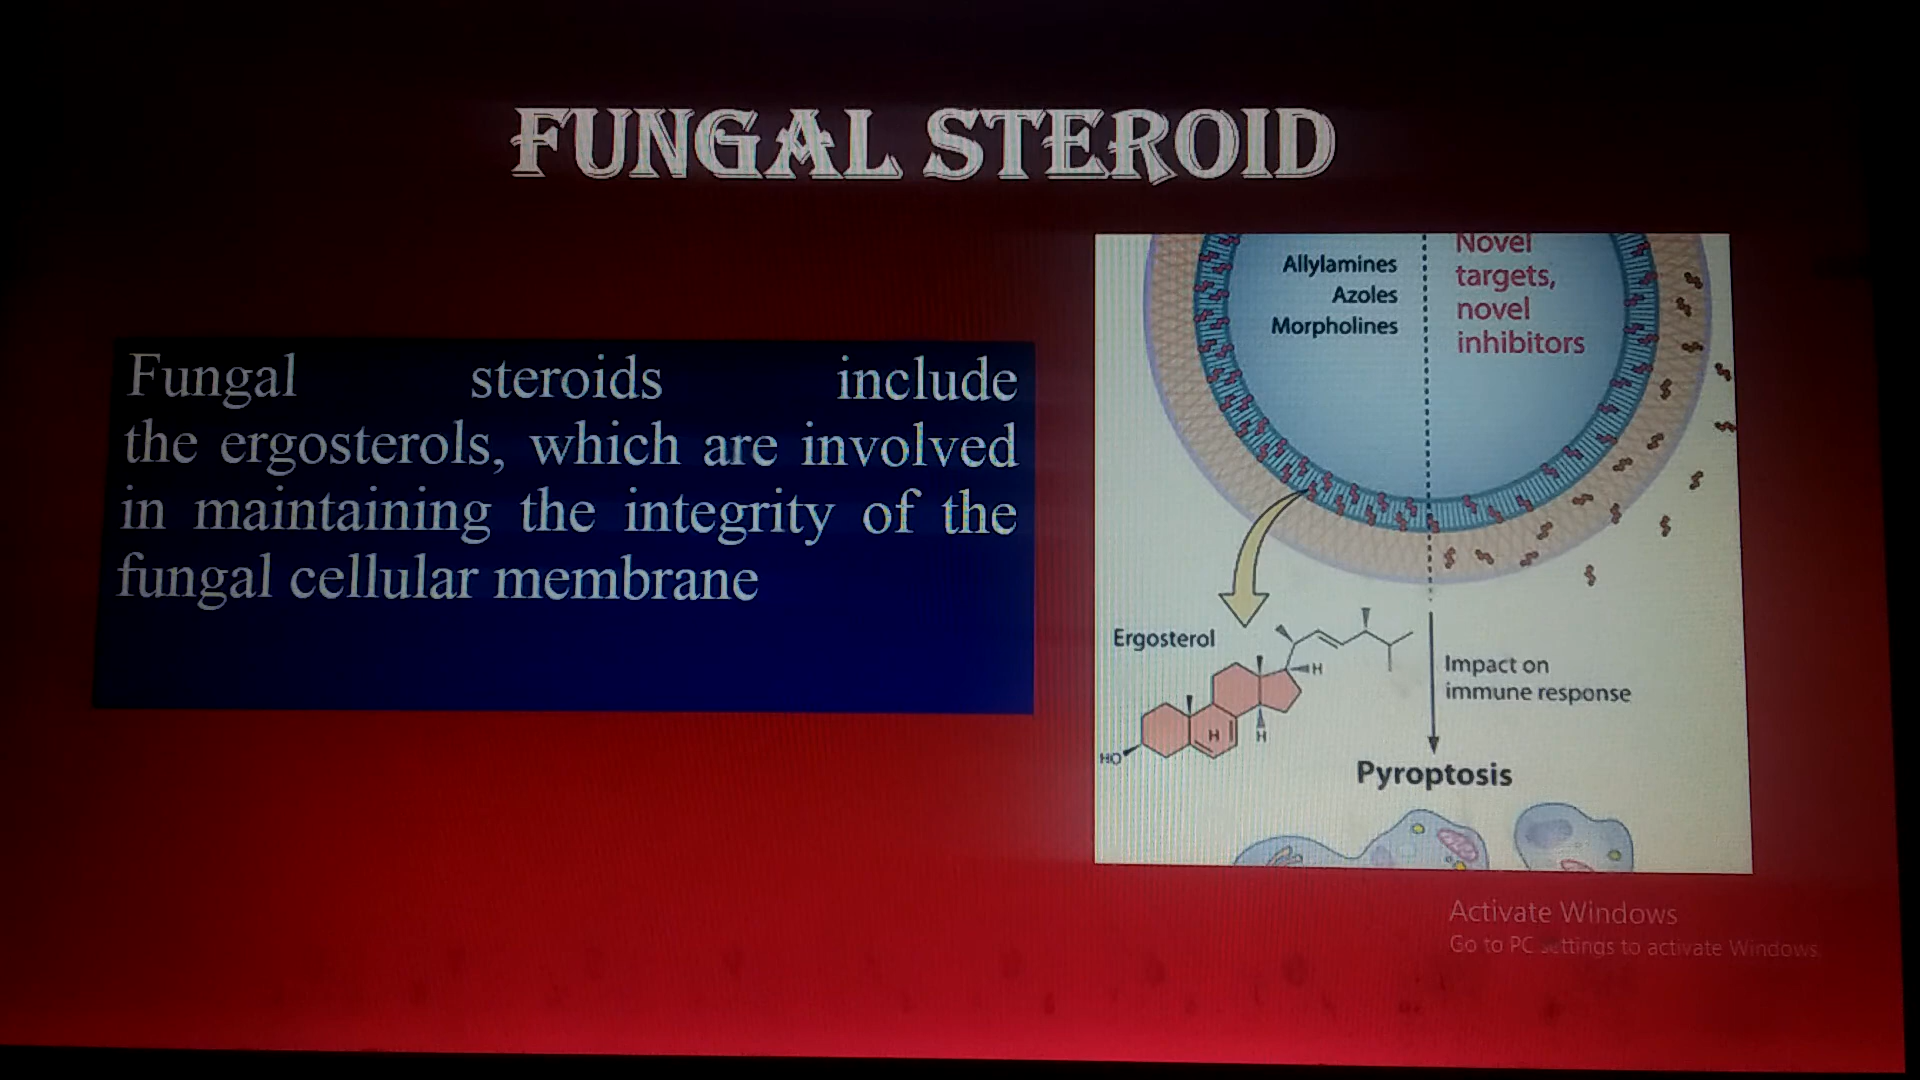 FUNGAL STEROID
Fungal steroids include
the ergosterols, which are involved
in maintaining the integrity of the
fungal cellular membrane
Allylamines
Azoles
Morpholines
Novel
targets,
novel
inhibitors
Ergosterol
H
H
H
HO
Impact on
immune response
Pyroptosis
Activate Windows
Go to PC settings to activate Windows